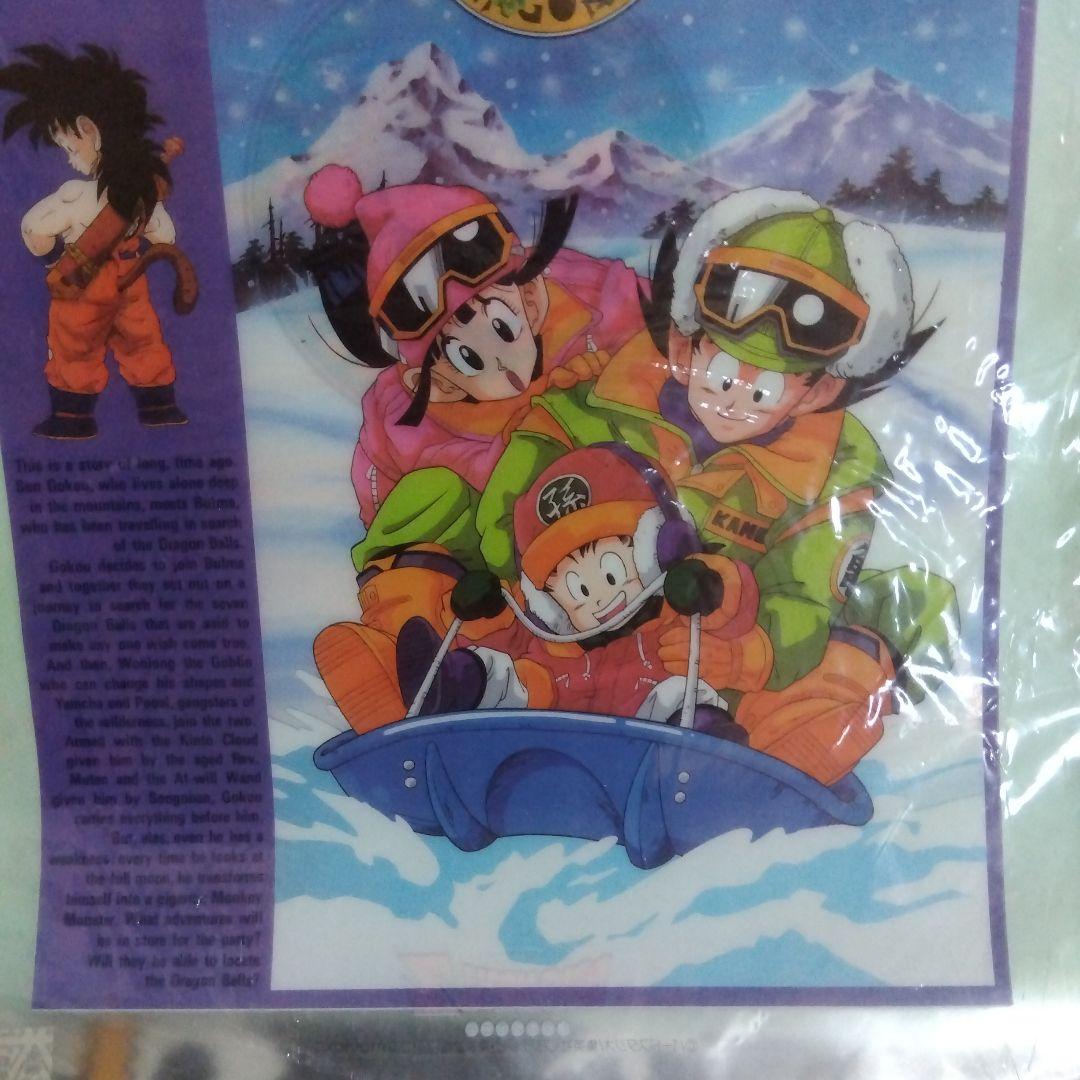 This is a story of long, time ago.
Son Gokou, who lives alone deep
in the mountains, meets Bulma,
who has been travelling in search
of the Dragon Balls.
Gokou decides to join Bulma
and together they set out on a
journey to search for the seven
Dragon Balls that are said to
make any one wish come true.
And then, Woolong the Goblin
who can change his shapes and
Yamcha and Pooal, gangsters of
the wilderness, join the two.
Armed with the Kinto Cloud
given him by the aged Rev.
Muten and the At-will Wand
given him by Songohan, Gokou
carries everything before him.
But, alas, even he has a
weakness: every time he looks at
the full moon, he transforms
himself into a gigantic Monkey
Monster. What adventures will
be in store for the party?
Will they be able to locate
the Dragon Balls?
孫
KAME